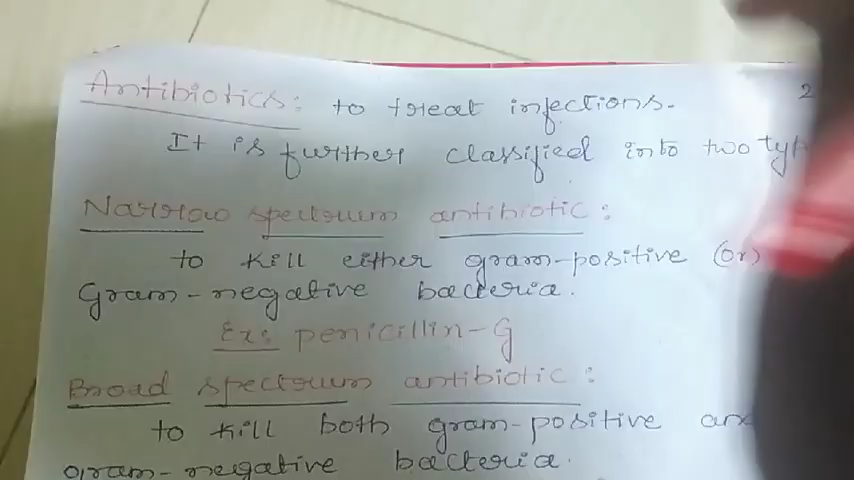 Antibiotics: to treat infections. 2
It is further classified into two
Narrow spectrum antibiotic:
to kill either gram-positive (or)
Gram-negative bacteria.
Ex: penicillin-G
Broad spectrum antibiotic:
to kill both gram-positive
gram-negative bacteria.